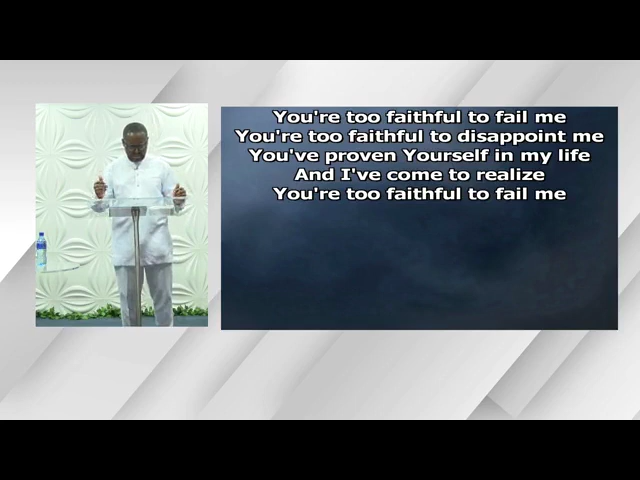 You're too faithful to fail me
You're too faithful to disappoint me
You've proven Yourself in my life
And I've come to realize
You're too faithful to fail me